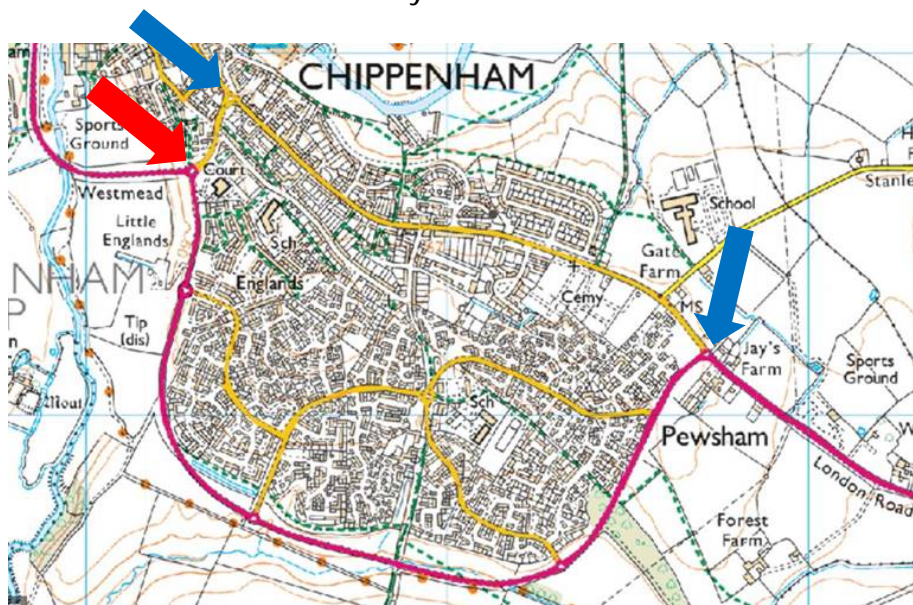 CHIPPENHAM
Sports
Ground
Court
Westmead
School
Stanle
Little
Englands
Sch
Gate
Farm
NHAM
P
Englands
Cemy
MS
Tip
(dis)
Jay's
Farm
Sports
Ground
Sch
Pewsham
London Road
Forest
Farm